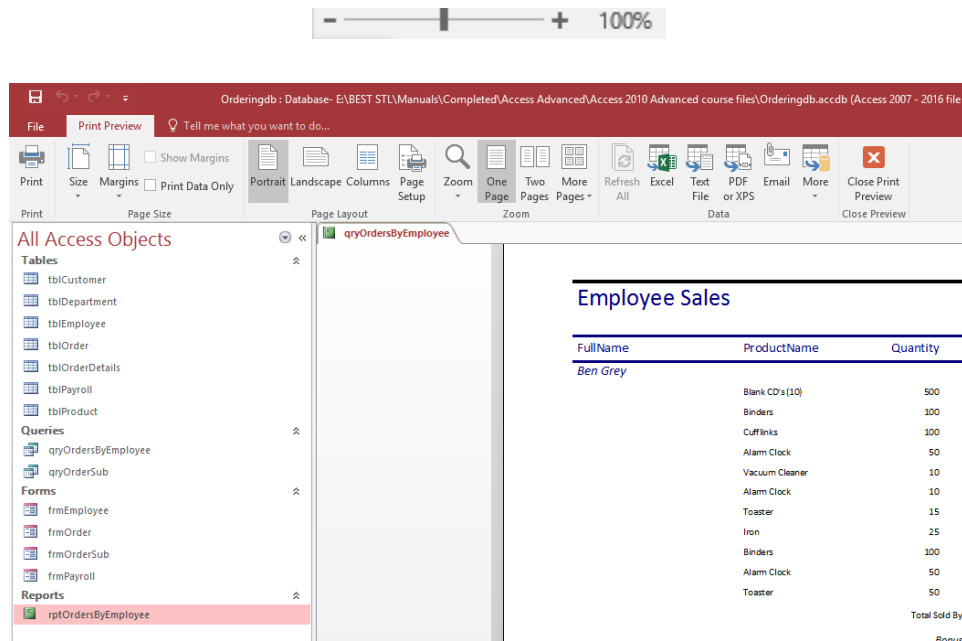 - + 100%
Orderingdb : Database- E:\BEST STL\Manuals\Completed\Access Advanced\Access 2010 Advanced course files\Orderingdb.accdb (Access 2007 - 2016 file
File Print Preview Tell me what you want to do...
Show Margins
Print Data Only
Print Size Margins Portrait Landscape Columns Page Setup Zoom One Page Two Pages More Pages Refresh All Excel Text File PDF or XPS Email More Close Print Preview
Print Page Size Page Layout Zoom Data Close Preview
All Access Objects «
qryOrdersByEmployee
Tables
tblCustomer
tblDepartment
tblEmployee
tblOrder
tblOrderDetails
tblPayroll
tblProduct
Queries
qryOrdersByEmployee
qryOrderSub
Forms
frmEmployee
frmOrder
frmOrderSub
frmPayroll
Reports
rptOrdersByEmployee
Employee Sales
FullName ProductName Quantity
Ben Grey
Blank CD's (10) 500
Binders 100
Cufflinks 100
Alarm Clock 50
Vacuum Cleaner 10
Alarm Clock 10
Toaster 15
Iron 25
Binders 100
Alarm Clock 50
Toaster 50
Total Sold By
Bonus